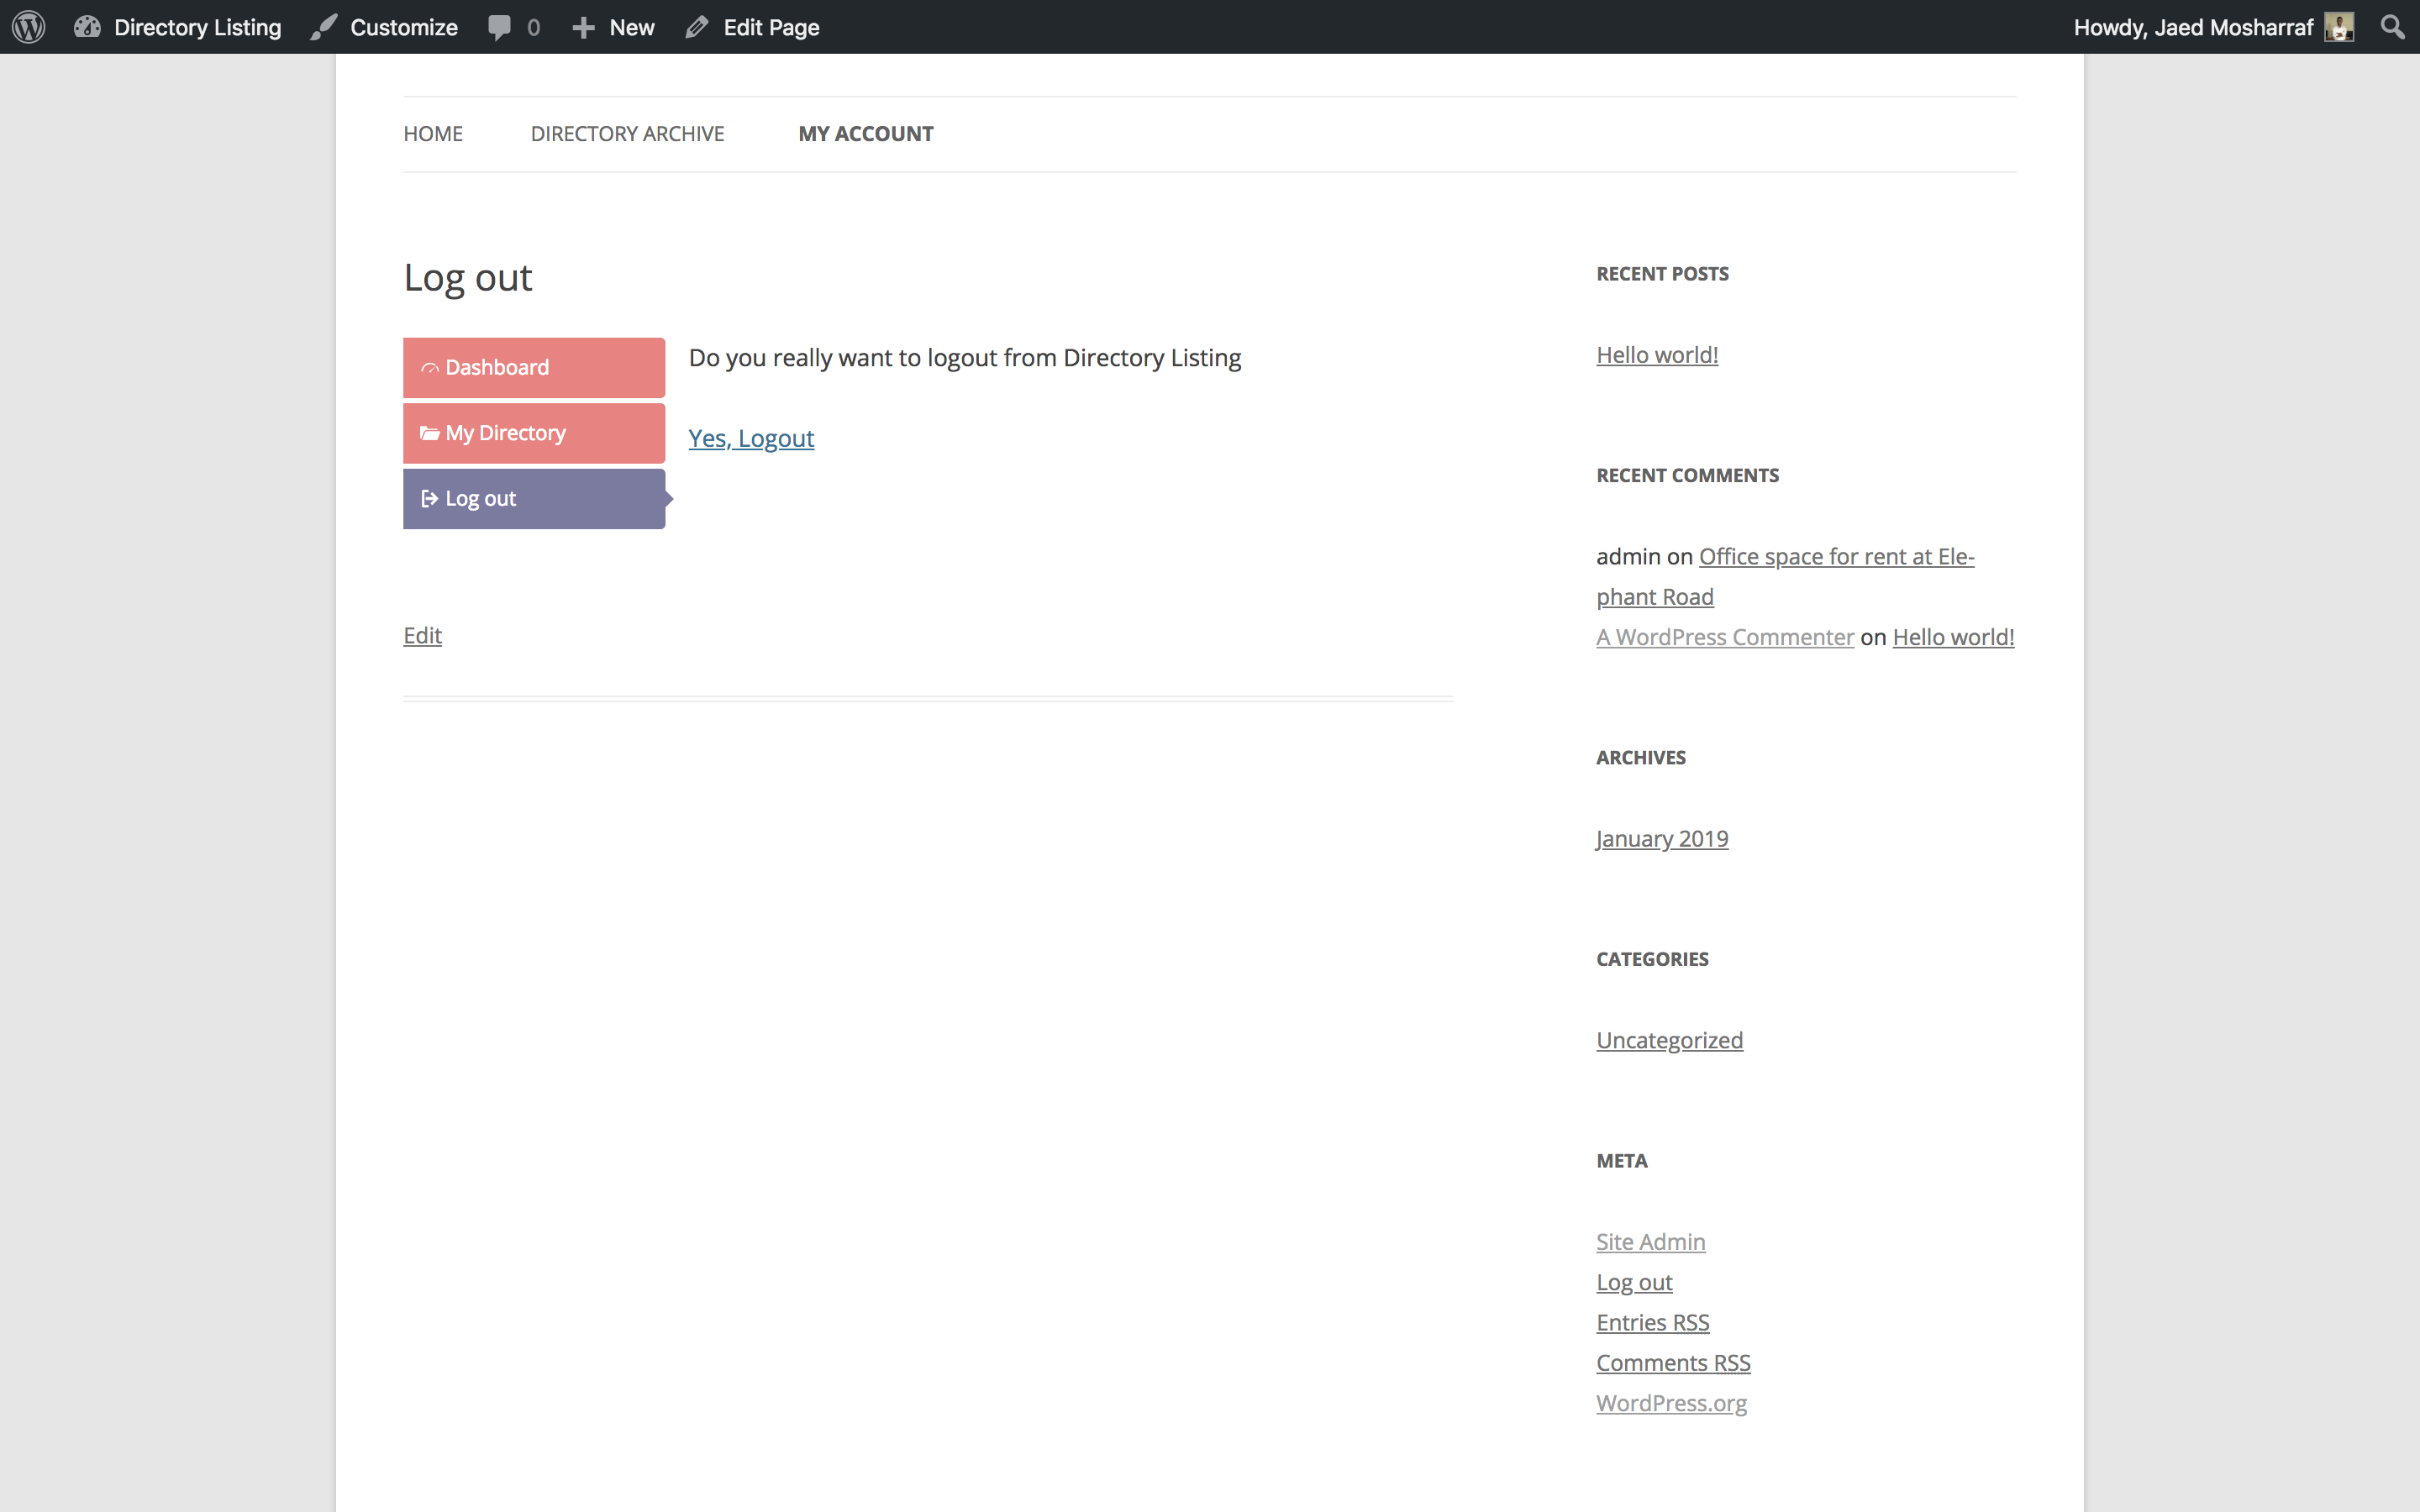 Directory Listing Customize 0 New Edit Page Howdy, Jaed Mosharraf
HOME DIRECTORY ARCHIVE MY ACCOUNT
Log out
Dashboard
My Directory
Log out
Do you really want to logout from Directory Listing
Yes, Logout
Edit
RECENT POSTS
Hello world!
RECENT COMMENTS
admin on Office space for rent at Ele-
phant Road
A WordPress Commenter on Hello world!
ARCHIVES
January 2019
CATEGORIES
Uncategorized
META
Site Admin
Log out
Entries RSS
Comments RSS
WordPress.org